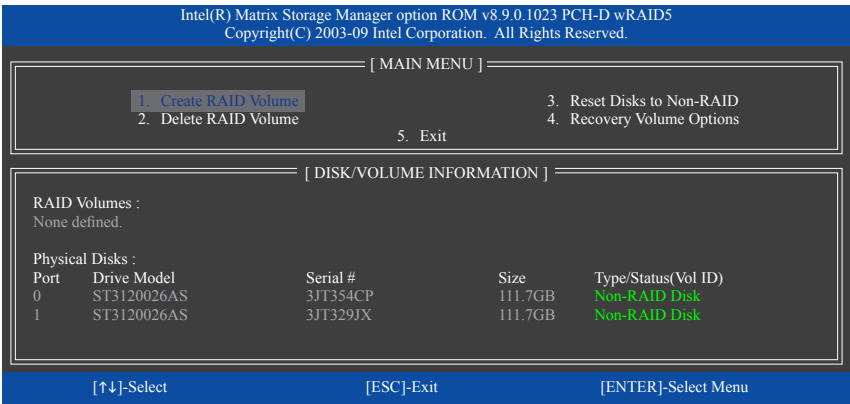 Intel(R) Matrix Storage Manager option ROM v8.9.0.1023 PCH-D wRAID5
Copyright(C) 2003-09 Intel Corporation. All Rights Reserved.
[ MAIN MENU ]
1. Create RAID Volume 3. Reset Disks to Non-RAID
2. Delete RAID Volume 4. Recovery Volume Options
5. Exit
[ DISK/VOLUME INFORMATION ]
RAID Volumes :
None defined.
Physical Disks :
Port Drive Model Serial # Size Type/Status(Vol ID)
0 ST3120026AS 3JT354CP 111.7GB Non-RAID Disk
1 ST3120026AS 3JT329JX 111.7GB Non-RAID Disk
[↑↓]-Select [ESC]-Exit [ENTER]-Select Menu